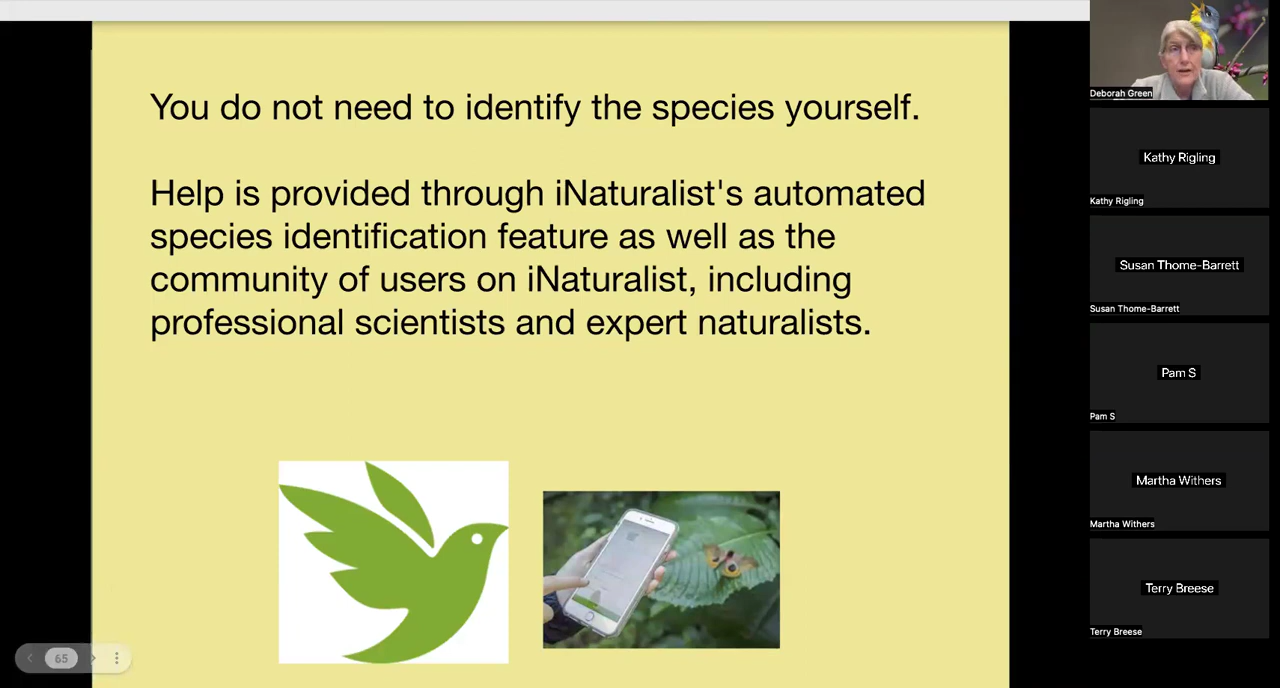 You do not need to identify the species yourself.
Help is provided through iNaturalist's automated
species identification feature as well as the
community of users on iNaturalist, including
professional scientists and expert naturalists.
65
Deborah Green
Kathy Rigling
Kathy Rigling
Susan Thome-Barrett
Susan Thome-Barrett
Pam S
Pam S
Martha Withers
Martha Withers
Terry Breese
Terry Breese